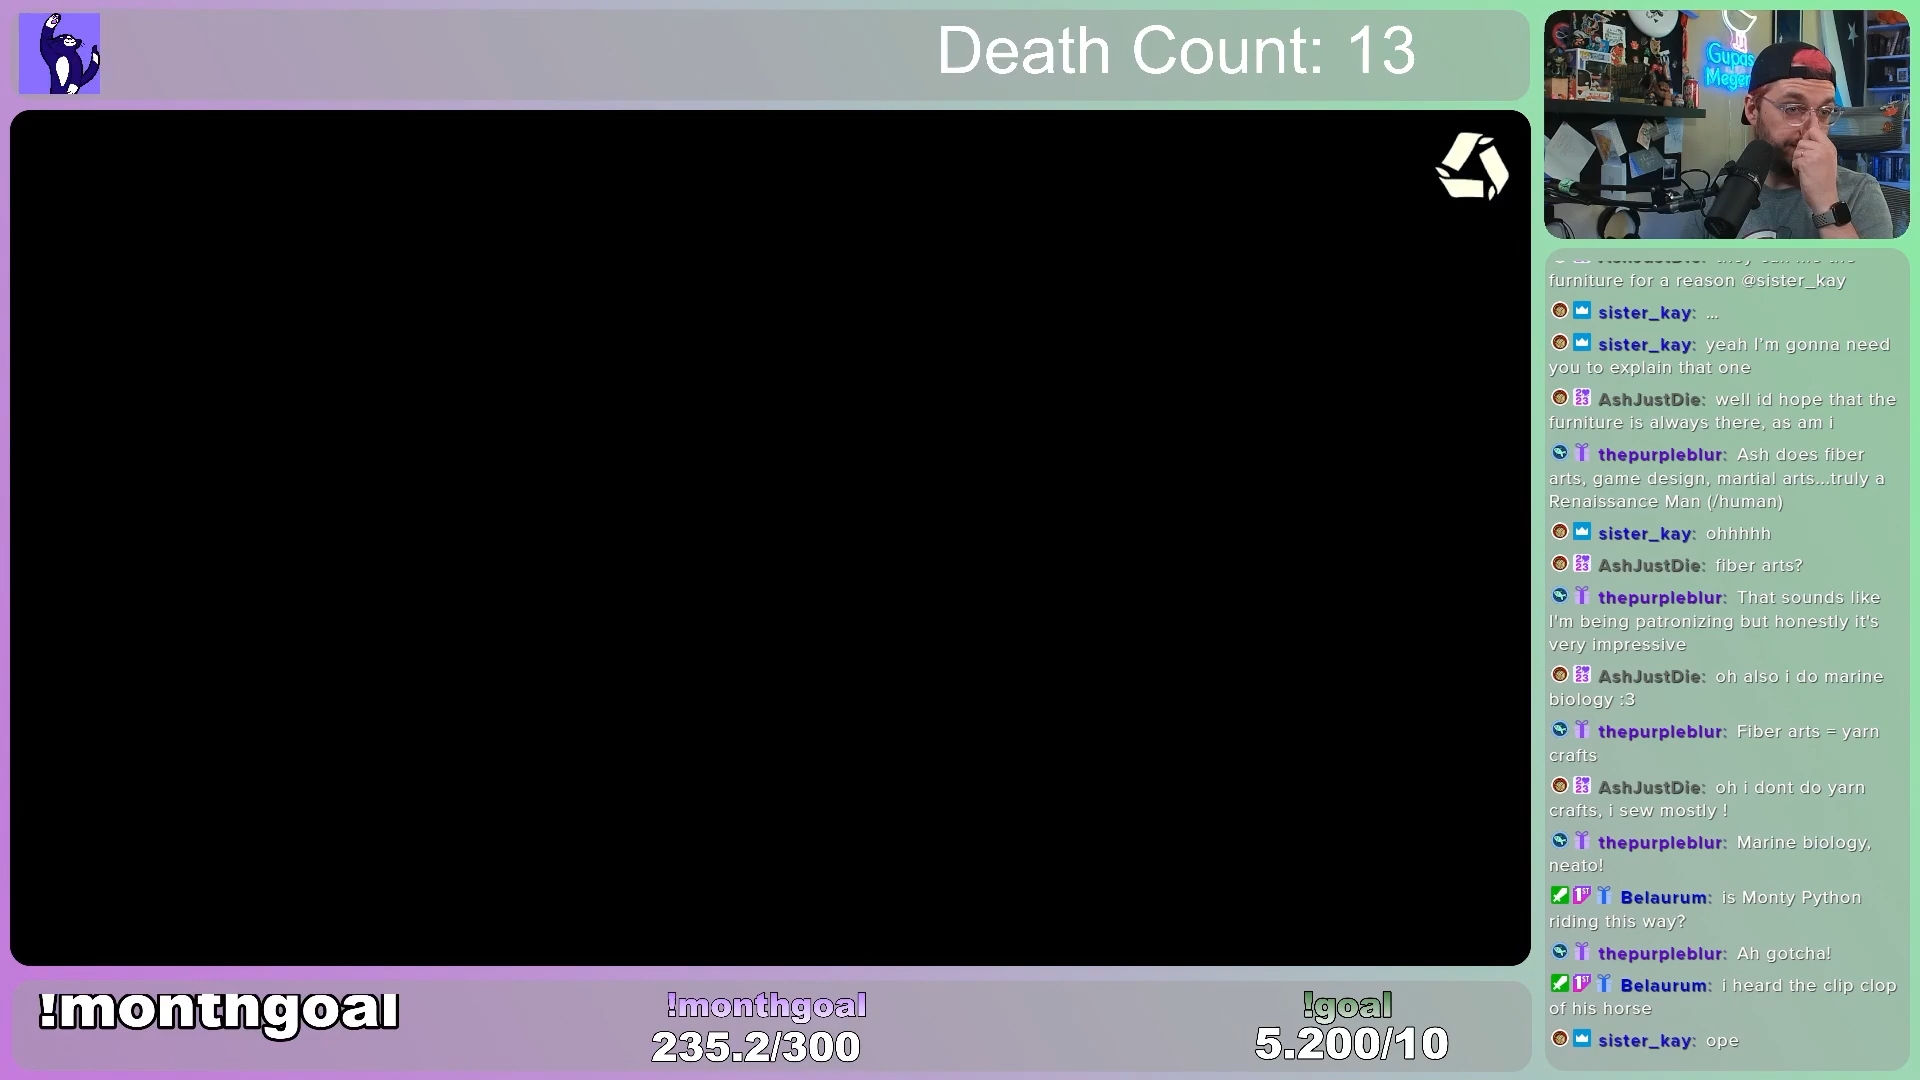 Death Count: 13
Gupas
furniture for a reason @sister_kay
sister_kay: ...
sister_kay: yeah I'm gonna need
you to explain that one
AshJustDie: well id hope that the
furniture is always there, as am i
thepurpleblur: Ash does fiber
arts, game design, martial arts...truly a
Renaissance Man (/human)
sister_kay: ohhhhh
AshJustDie: fiber arts?
thepurpleblur: That sounds like
I'm being patronizing but honestly it's
very impressive
AshJustDie: oh also i do marine
biology :3
thepurpleblur: Fiber arts = yarn
crafts
AshJustDie: oh i dont do yarn
crafts, i sew mostly !
thepurpleblur: Marine biology,
neato!
1ST Belaurum: is Monty Python
riding this way?
thepurpleblur: Ah gotcha!
1ST Belaurum: i heard the clip clop
of his horse
sister_kay: ope
!monthgoal
!monthgoal
235.2/300
!goal
5.200/10